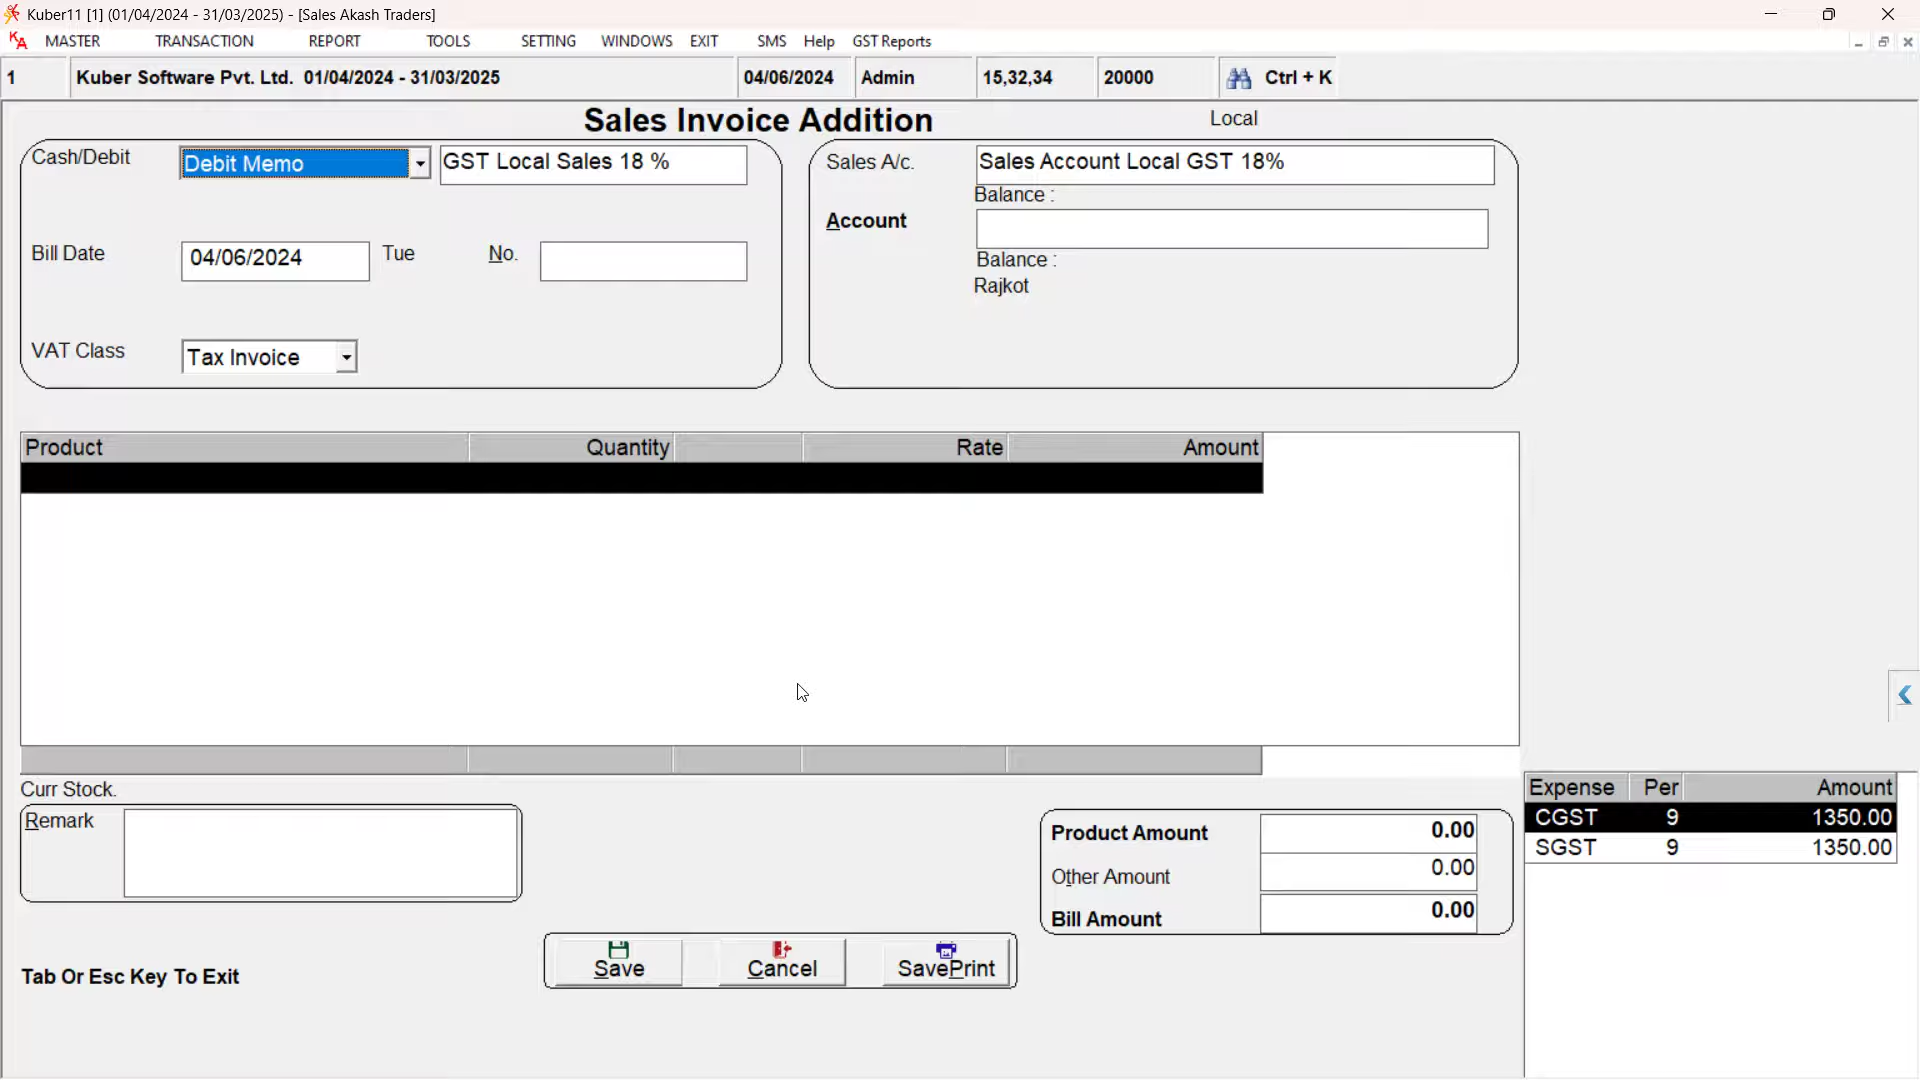 Kuber11 [1] (01/04/2024 - 31/03/2025) - [Sales Akash Traders]
KA MASTER TRANSACTION REPORT TOOLS SETTING WINDOWS EXIT SMS Help GST Reports
1 Kuber Software Pvt. Ltd. 01/04/2024 - 31/03/2025 04/06/2024 Admin 15,32,34 20000 Ctrl + K
Sales Invoice Addition Local
Cash/Debit Debit Memo GST Local Sales 18 %
Sales A/c. Sales Account Local GST 18%
Balance :
Account
Balance :
Rajkot
Bill Date 04/06/2024 Tue No.
VAT Class Tax Invoice
Product Quantity Rate Amount
Curr Stock.
Remark
Product Amount 0.00
Other Amount 0.00
Bill Amount 0.00
Expense Per Amount
CGST 9 1350.00
SGST 9 1350.00
Save Cancel SavePrint
Tab Or Esc Key To Exit